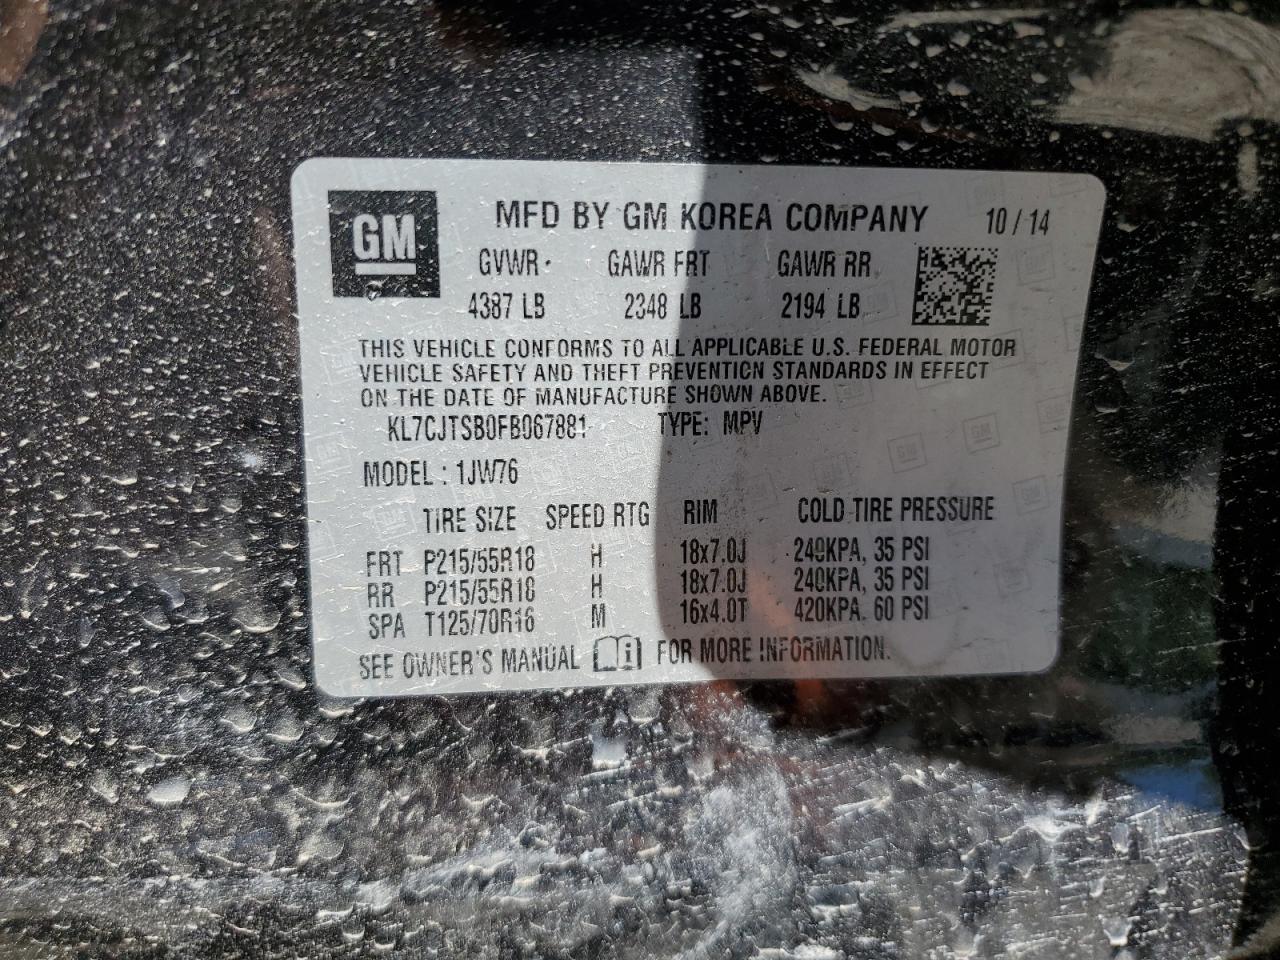 GM
MFD BY GM KOREA COMPANY 10 / 14
GVWR GAWR FRT GAWR RR
4387 LB 2348 LB 2194 LB
THIS VEHICLE CONFORMS TO ALL APPLICABLE U.S. FEDERAL MOTOR
VEHICLE SAFETY AND THEFT PREVENTION STANDARDS IN EFFECT
ON THE DATE OF MANUFACTURE SHOWN ABOVE.
KL7CJTSB0FB067881 TYPE: MPV
MODEL : 1JW76
TIRE SIZE SPEED RTG RIM COLD TIRE PRESSURE
FRT P215/55R18 H 18x7.0J 240KPA, 35 PSI
RR P215/55R18 H 18x7.0J 240KPA, 35 PSI
SPA T125/70R16 M 16x4.0T 420KPA. 60 PSI
SEE OWNER'S MANUAL FOR MORE INFORMATION.